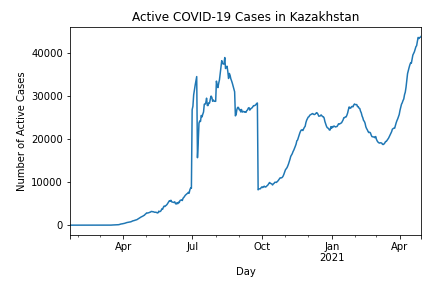 Active COVID-19 Cases in Kazakhstan
Number of Active Cases
40000
30000
20000
10000
0
Apr
Jul
Oct
Jan
2021
Apr
Day